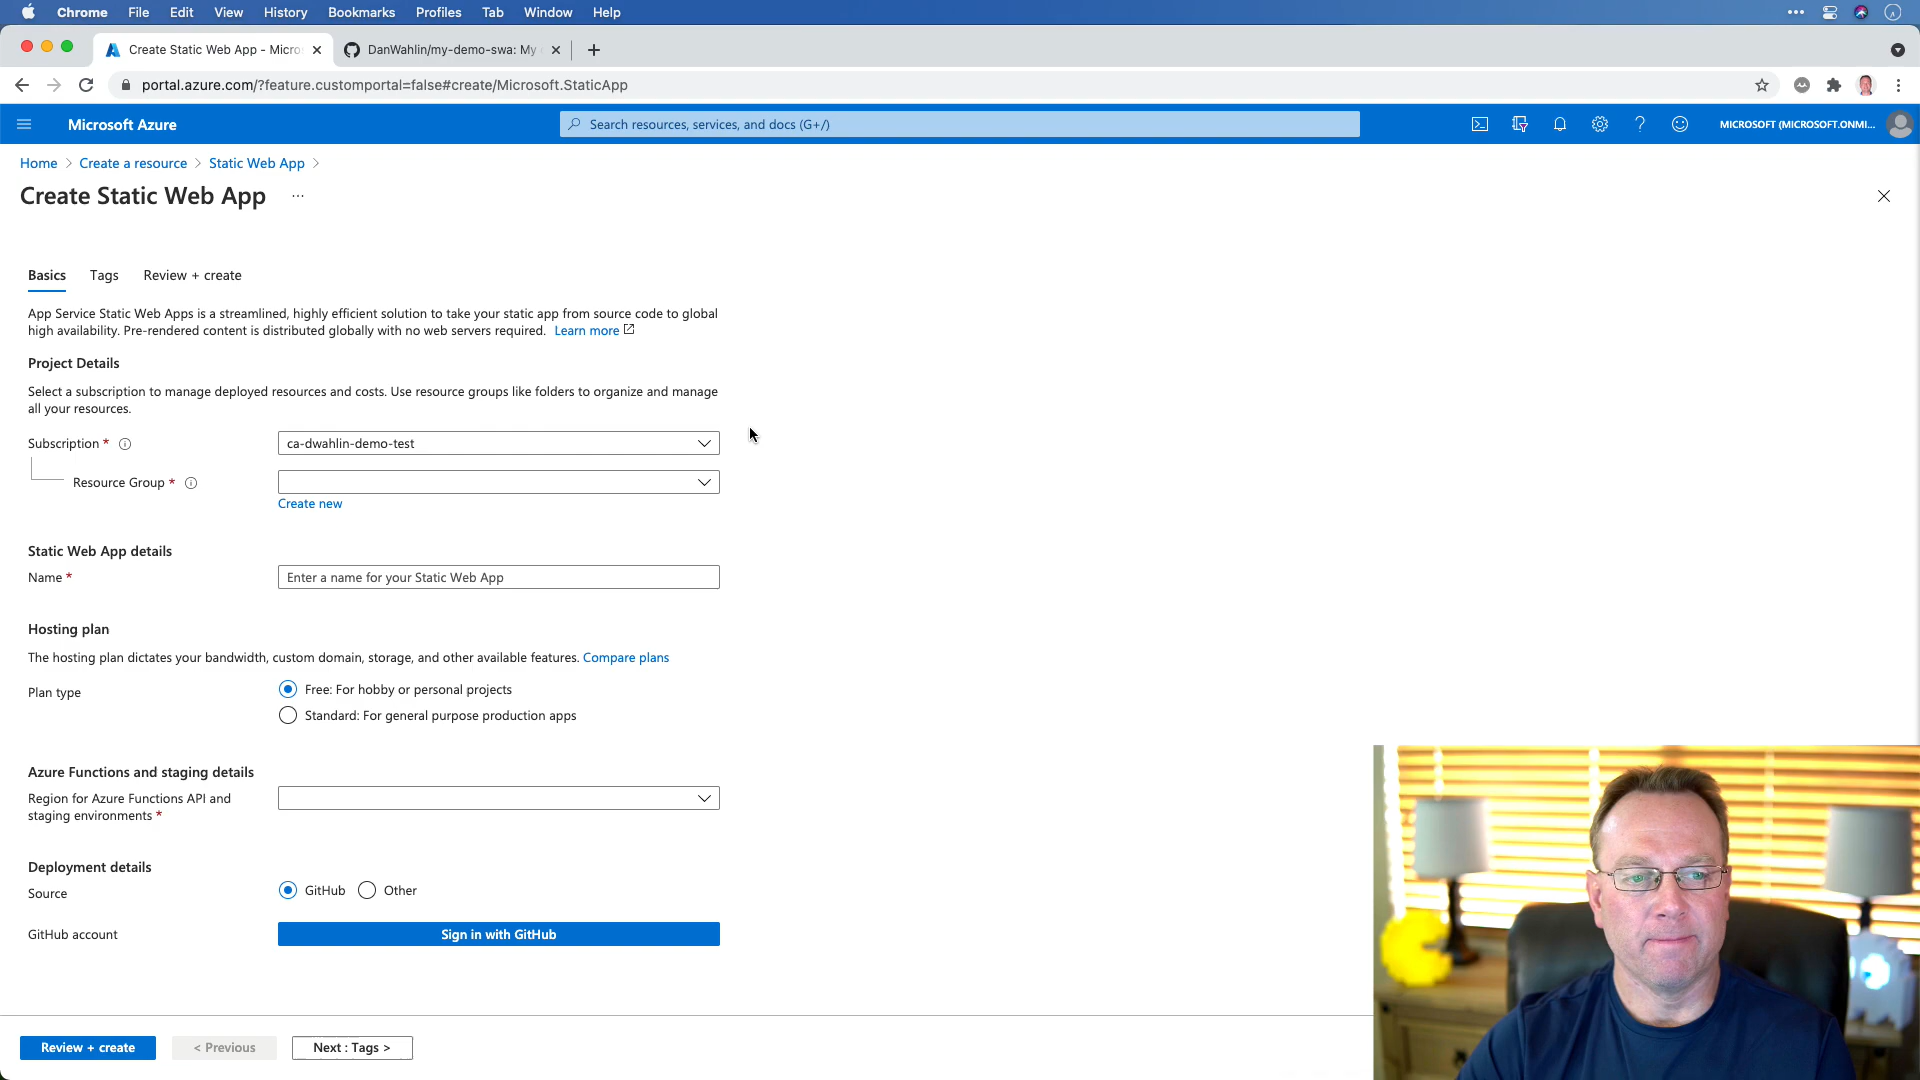 Chrome File Edit View History Bookmarks Profiles Tab Window Help
Create Static Web App - Micro
DanWahlin/my-demo-swa: My
portal.azure.com/?feature.customportal=false#create/Microsoft.StaticApp
Microsoft Azure
Search resources, services, and docs (G+/)
MICROSOFT (MICROSOFT.ONMI...
Home > Create a resource > Static Web App >
Create Static Web App ...
Basics Tags Review + create
App Service Static Web Apps is a streamlined, highly efficient solution to take your static app from source code to global
high availability. Pre-rendered content is distributed globally with no web servers required. Learn more
Project Details
Select a subscription to manage deployed resources and costs. Use resource groups like folders to organize and manage
all your resources.
Subscription * ca-dwahlin-demo-test
Resource Group *
Create new
Static Web App details
Name * Enter a name for your Static Web App
Hosting plan
The hosting plan dictates your bandwidth, custom domain, storage, and other available features. Compare plans
Plan type Free: For hobby or personal projects
Standard: For general purpose production apps
Azure Functions and staging details
Region for Azure Functions API and
staging environments *
Deployment details
Source GitHub Other
GitHub account Sign in with GitHub
Review + create < Previous Next : Tags >